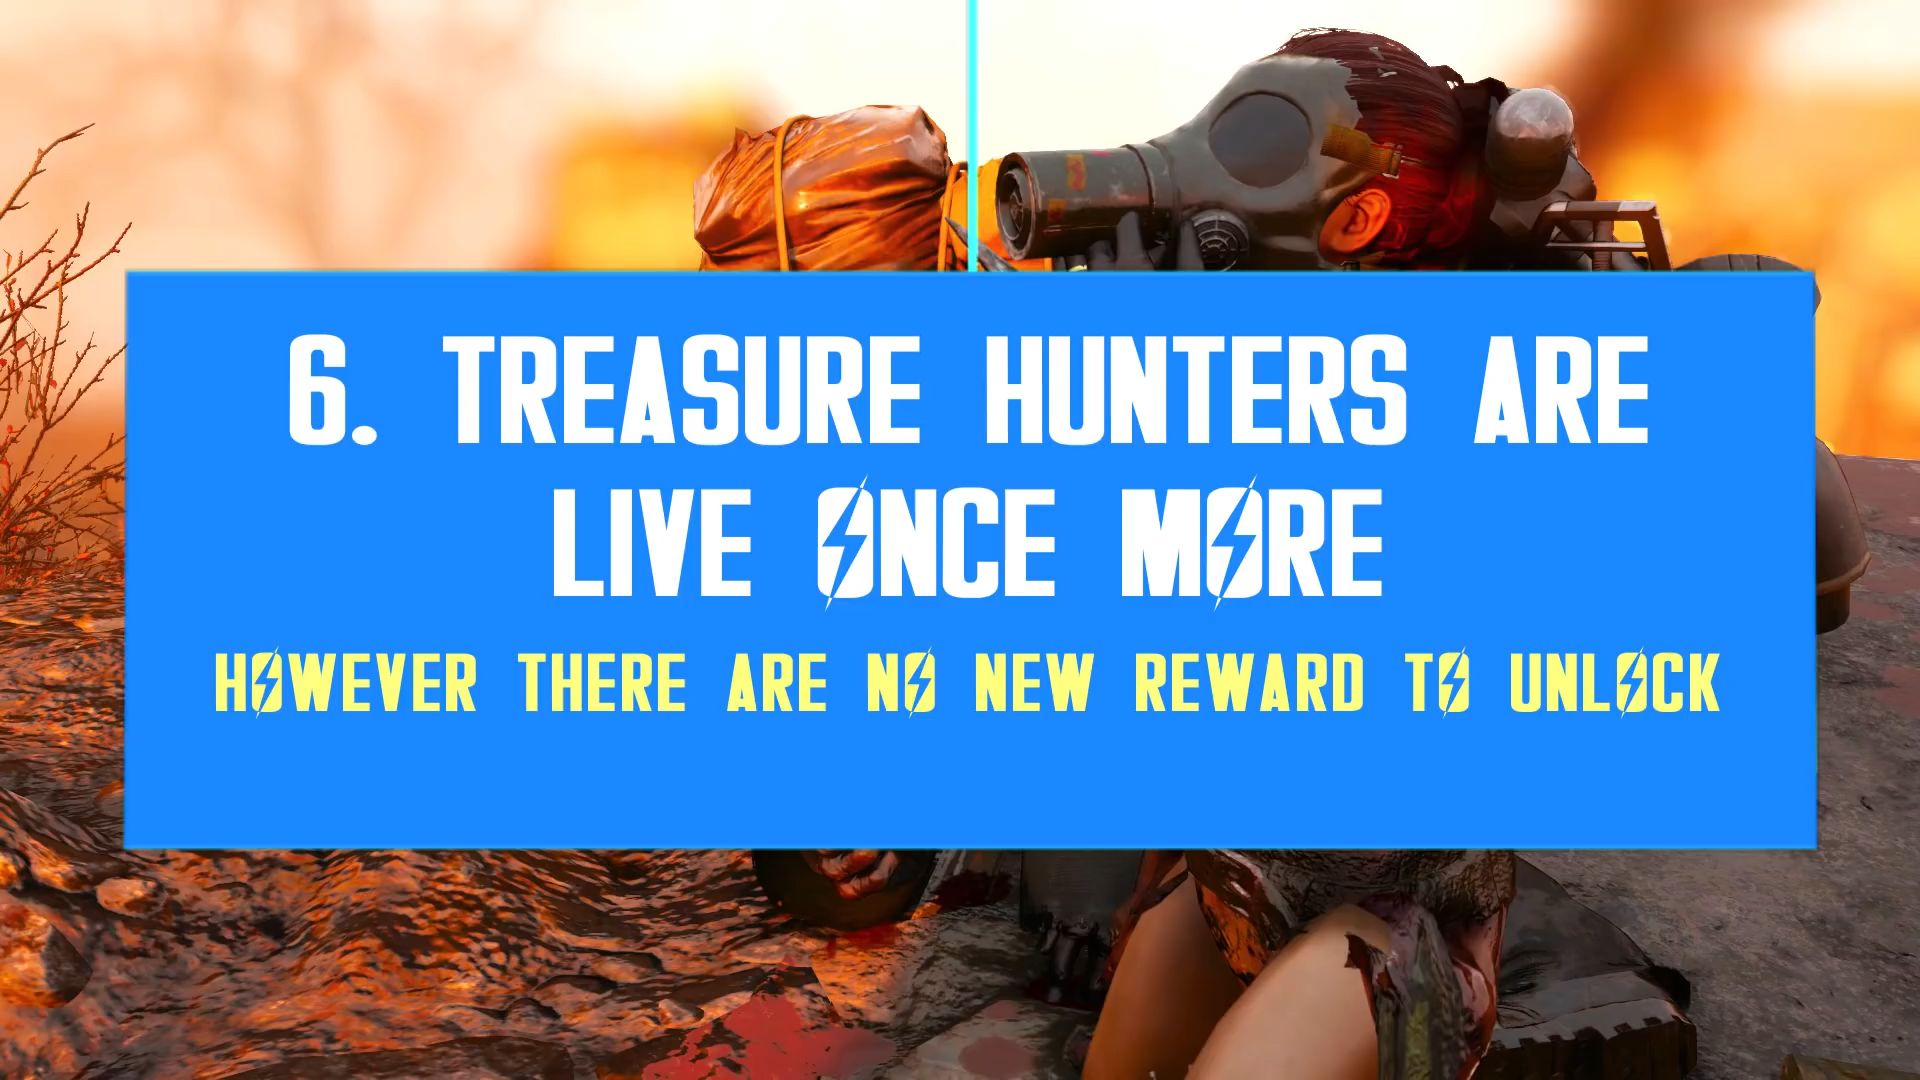 6. TREASURE HUNTERS ARE
LIVE ONCE MORE
HOWEVER THERE ARE NO NEW REWARD TO UNLOCK